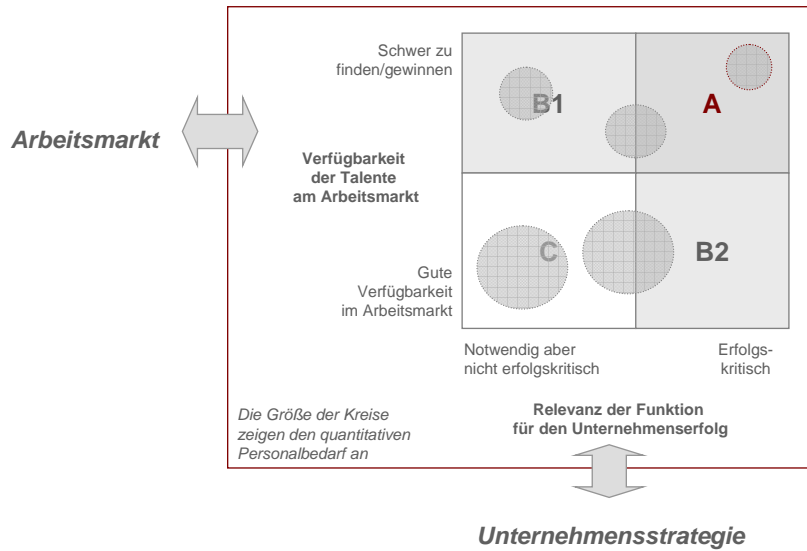 Schwer zu
finden/gewinnen
B1
A
Arbeitsmarkt
Verfügbarkeit
der Talente
am Arbeitsmarkt
C
B2
Gute
Verfügbarkeit
im Arbeitsmarkt
Notwendig aber
nicht erfolgskritisch
Erfolgs-
kritisch
Die Größe der Kreise
zeigen den quantitativen
Personalbedarf an
Relevanz der Funktion
für den Unternehmenserfolg
Unternehmensstrategie